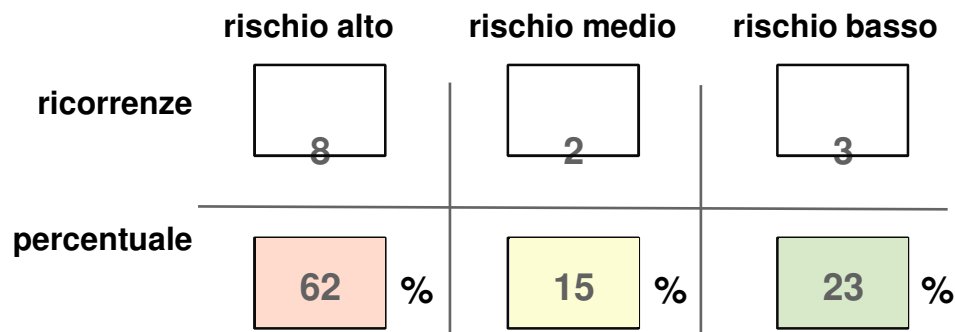 rischio alto rischio medio rischio basso
ricorrenze
8 2 3
percentuale
62 % 15 % 23 %